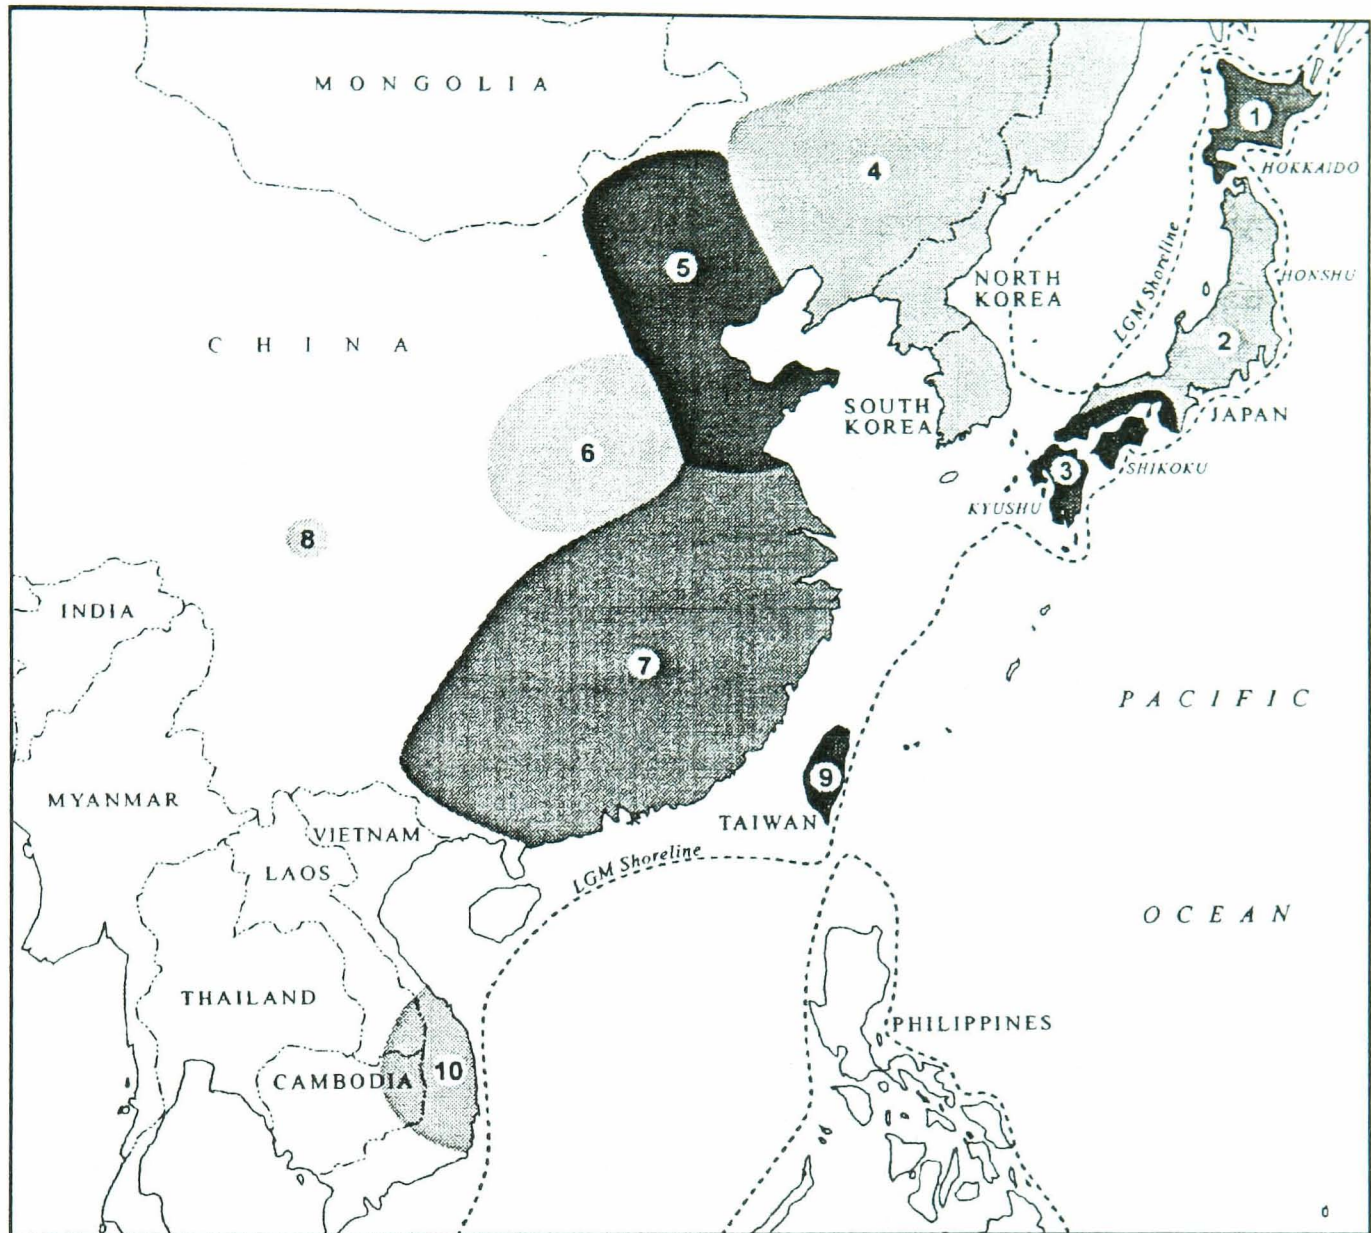 MONGOLIA
1
HOKKAIDO
4
5
NORTH
KOREA
LGM Shoreline
HONSHU
2
CHINA
SOUTH
KOREA
JAPAN
6
3
SHIKOKU
KYUSHU
8
INDIA
7
PACIFIC
MYANMAR
9
TAIWAN
VIETNAM
LGM Shoreline
LAOS
OCEAN
THAILAND
PHILIPPINES
CAMBODIA
10